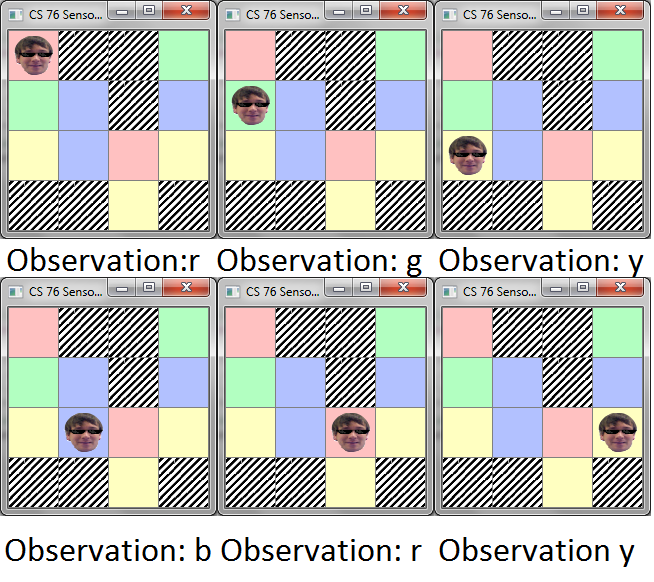 CS 76 Senso... CS 76 Senso... CS 76 Senso...
Observation:r Observation: g Observation: y
CS 76 Senso... CS 76 Senso... CS 76 Senso...
Observation: b Observation: r Observation y